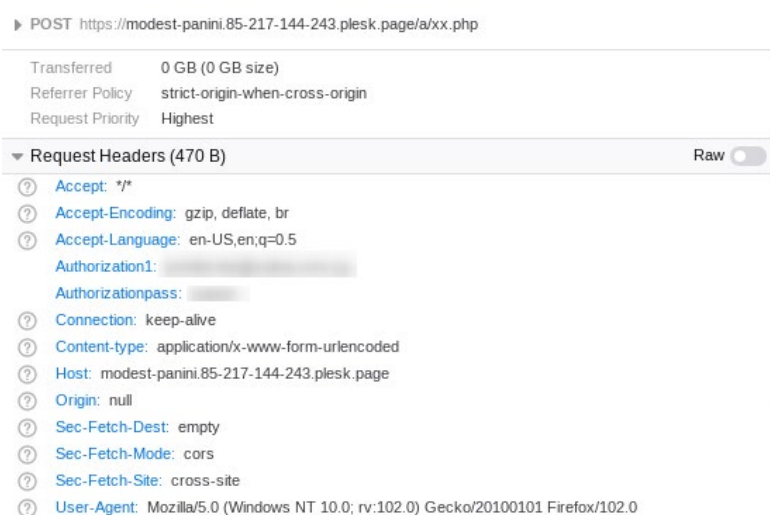 POST https://modest-panini.85-217-144-243.plesk.page/a/xx.php
Transferred 0 GB (0 GB size)
Referrer Policy strict-origin-when-cross-origin
Request Priority Highest
Request Headers (470 B) Raw
Accept: */*
Accept-Encoding: gzip, deflate, br
Accept-Language: en-US,en;q=0.5
Authorization1:
Authorizationpass:
Connection: keep-alive
Content-type: application/x-www-form-urlencoded
Host: modest-panini.85-217-144-243.plesk.page
Origin: null
Sec-Fetch-Dest: empty
Sec-Fetch-Mode: cors
Sec-Fetch-Site: cross-site
User-Agent: Mozilla/5.0 (Windows NT 10.0; rv:102.0) Gecko/20100101 Firefox/102.0